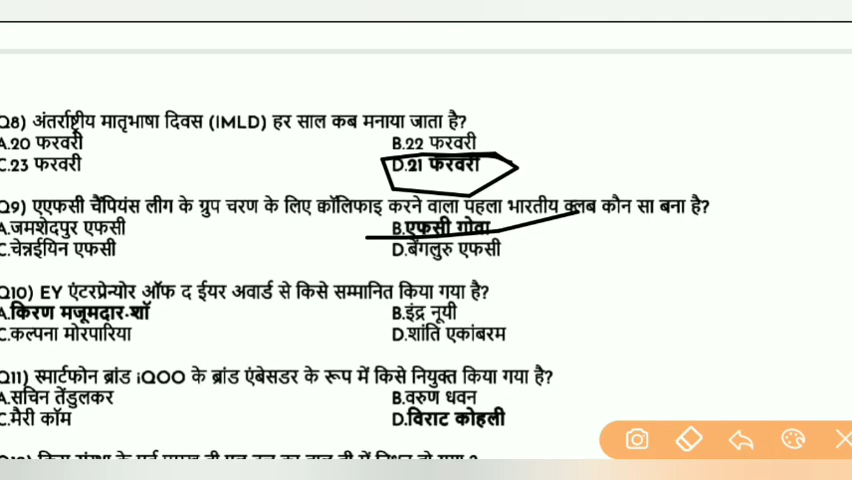 Q8) अंतर्राष्ट्रीय मातृभाषा दिवस (IMLD) हर साल कब मनाया जाता है?
A.20 फरवरी B.22 फरवरी
C.23 फरवरी D.21 फरवरी
Q9) एएफसी चैंपियंस लीग के ग्रुप चरण के लिए क्वॉलिफाइ करने वाला पहला भारतीय क्लब कौन सा बना है?
A.जमशेदपुर एफसी B.एफसी गोवा
C.चेन्नईयिन एफसी D.बेंगलुरु एफसी
Q10) EY एंटरप्रेन्योर ऑफ द ईयर अवार्ड से किसे सम्मानित किया गया है?
A.किरण मजूमदार-शॉ B.इंद्र नूयी
C.कल्पना मोरपारिया D.शांति एकांबरम
Q11) स्मार्टफोन ब्रांड iQOO के ब्रांड एंबेसडर के रूप में किसे नियुक्त किया गया है?
A.सचिन तेंडुलकर B.वरुण धवन
C.मैरी कॉम D.विराट कोहली